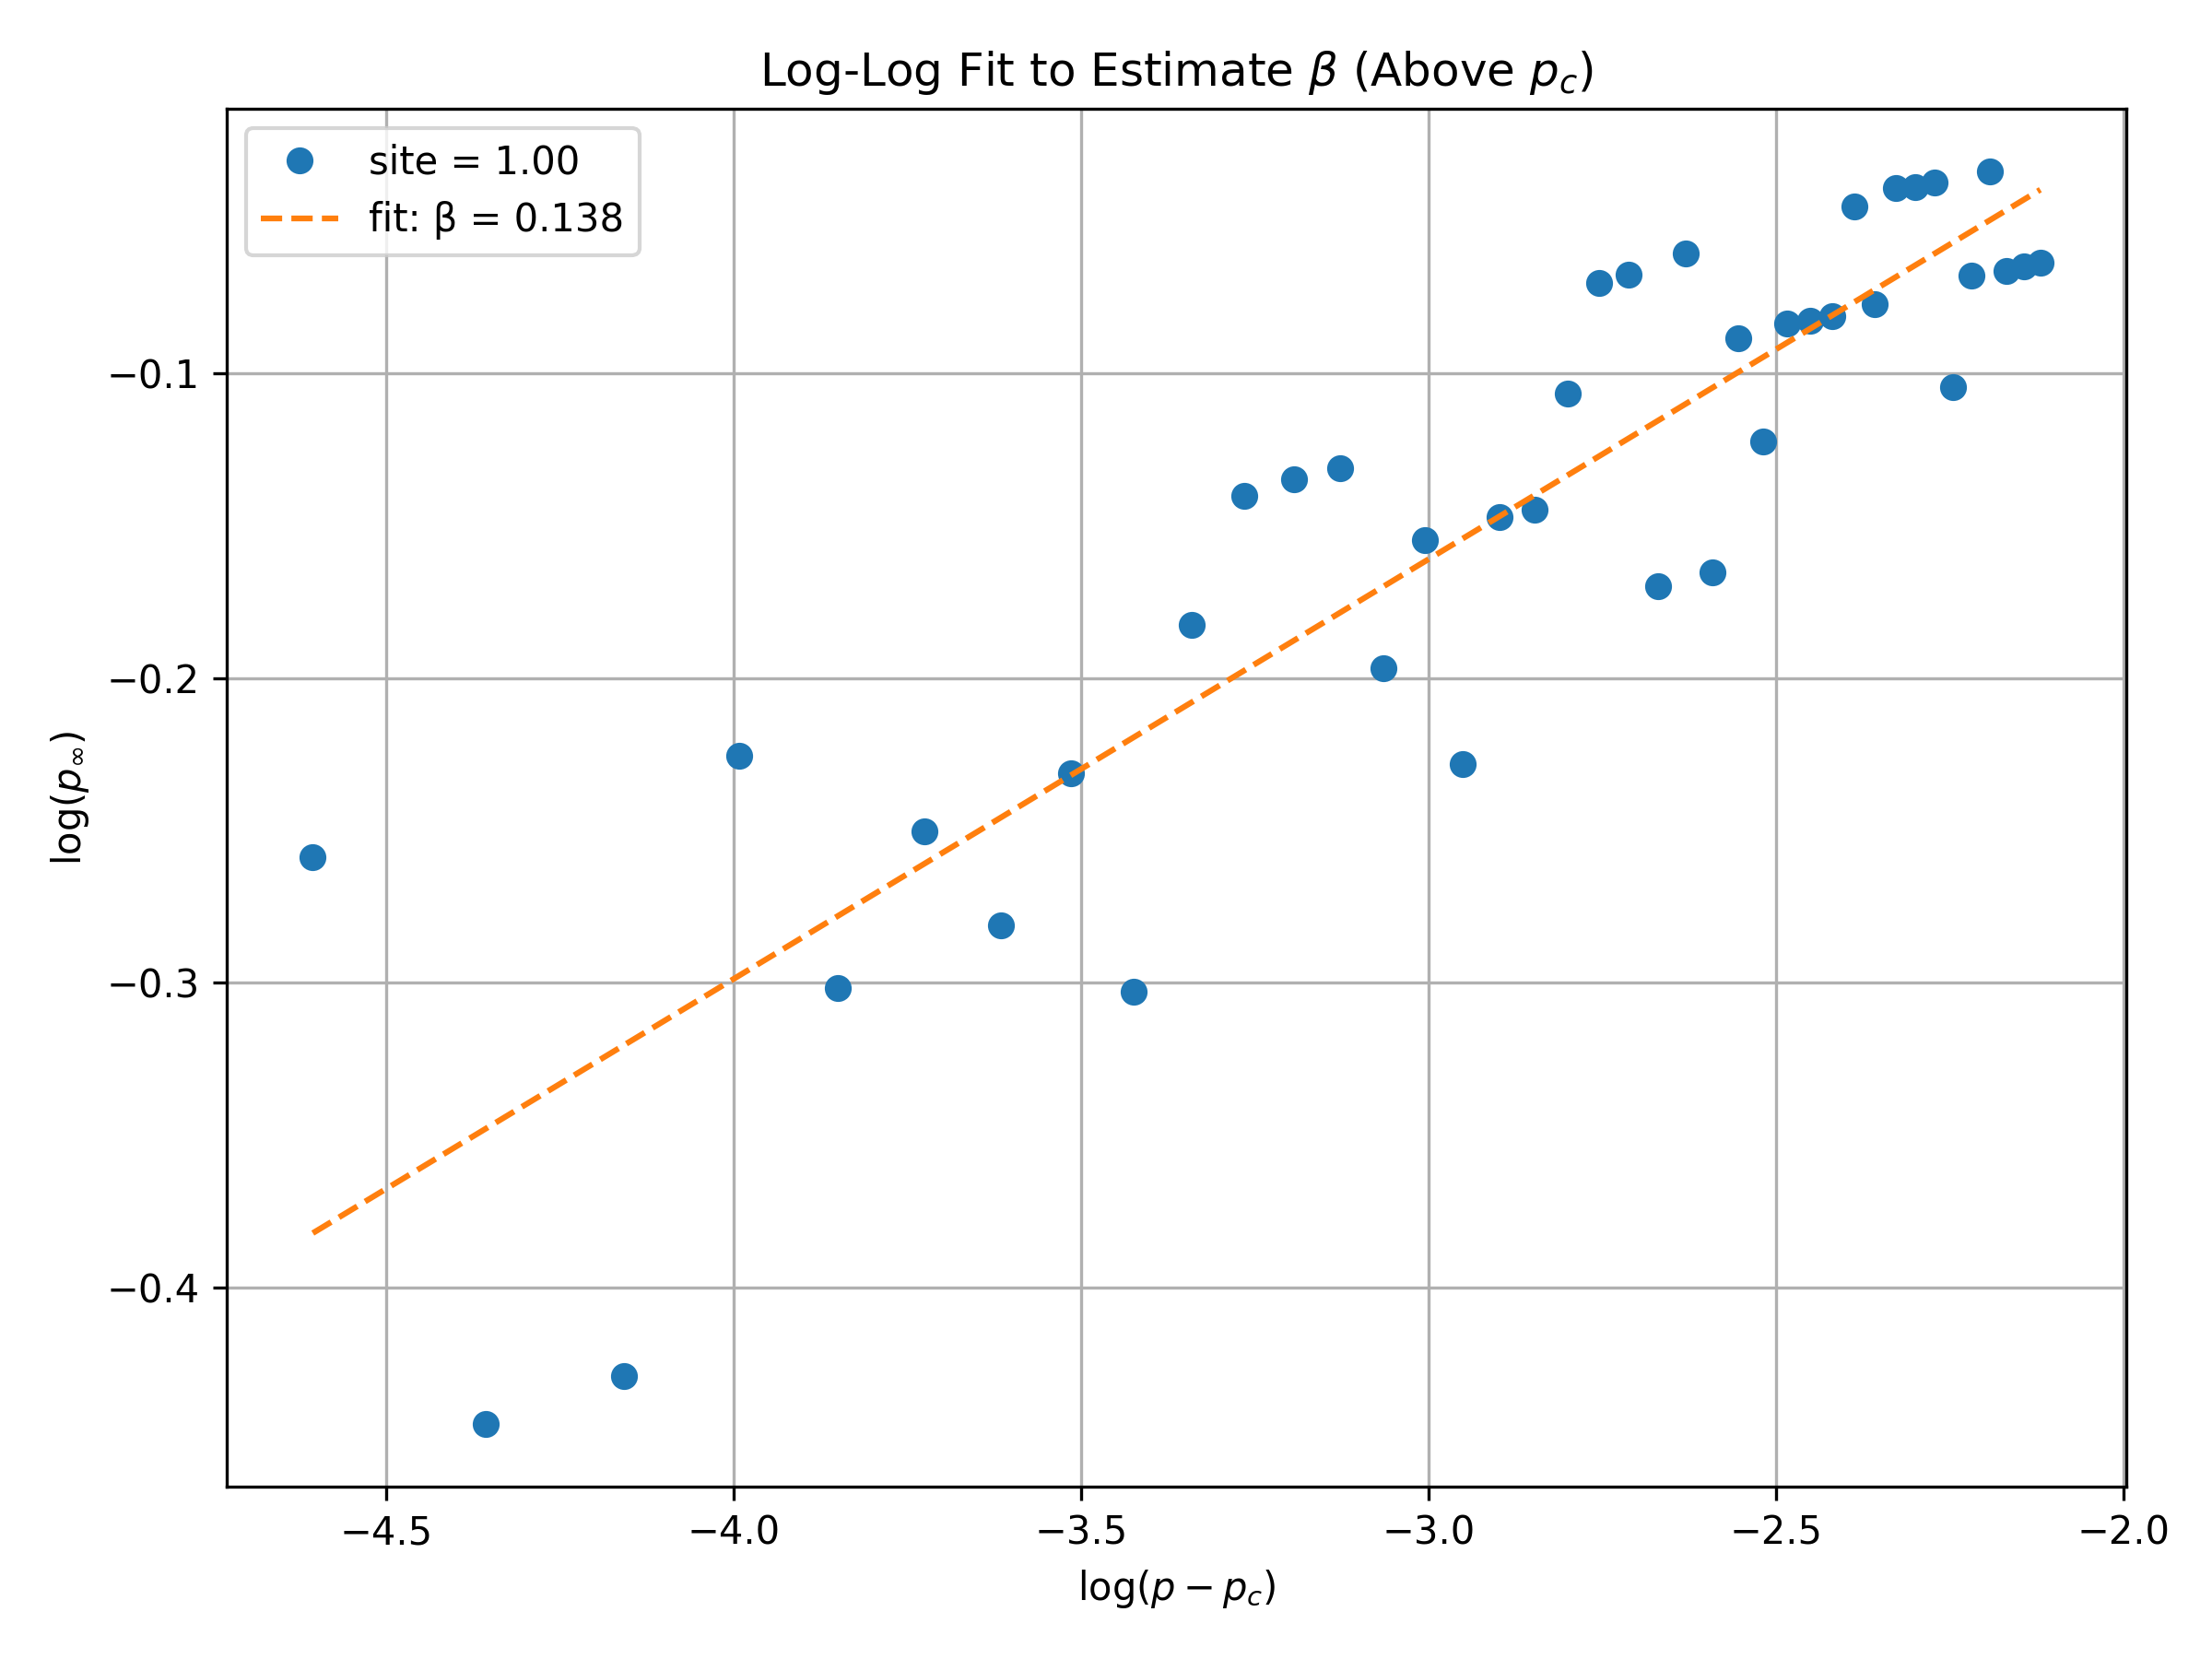 Log-Log Fit to Estimate β (Above p_c)
site = 1.00
fit: β = 0.138
−0.1
−0.2
−0.3
−0.4
log(p_∞)
−4.5
−4.0
−3.5
−3.0
−2.5
−2.0
log(p − p_c)